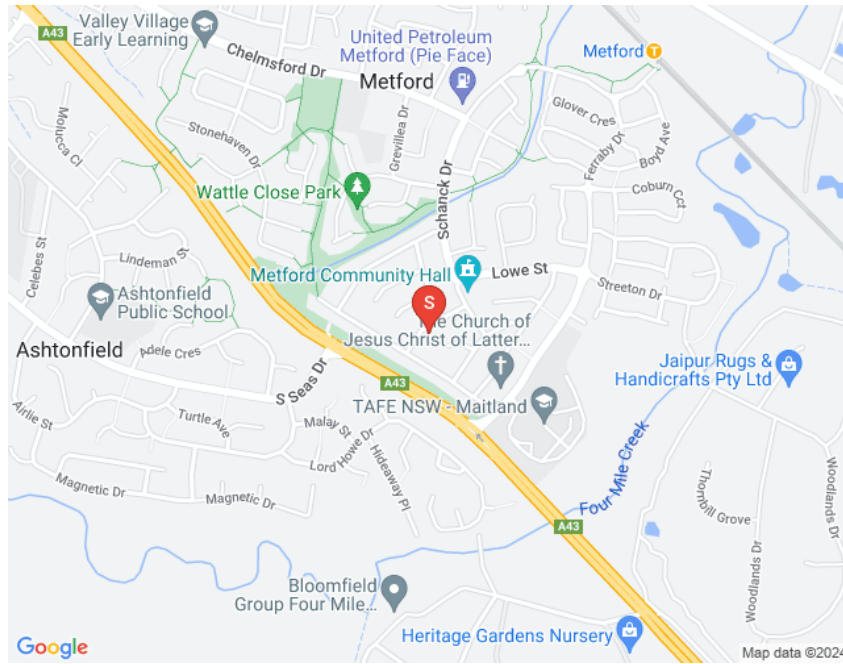 A43
Valley Village
Early Learning
Chelmsford Dr
United Petroleum
Metford (Pie Face)
Metford
T
Metford
Molucca Cl
Stonehaven Dr
Grevillea Dr
Glover Cres
Ferraby Dr
Boyd Ave
Coburn Cct
Wattle Close Park
Schanck Dr
Celebes St
Lindeman St
Metford Community Hall
Lowe St
Streeton Dr
Ashtonfield
Public School
S
The Church of
Jesus Christ of Latter...
Ashtonfield
Adele Cres
S Seas Dr
A43
Jaipur Rugs &
Handicrafts Pty Ltd
TAFE NSW - Maitland
Airlie St
Turtle Ave
Malay St
Lord Howe Dr
Hideaway Pl
Magnetic Dr
Magnetic Dr
Four Mile Creek
Thornbill Grove
Woodlands Dr
Woodlands Dr
A43
Bloomfield
Group Four Mile...
Heritage Gardens Nursery
Google
Map data ©2024